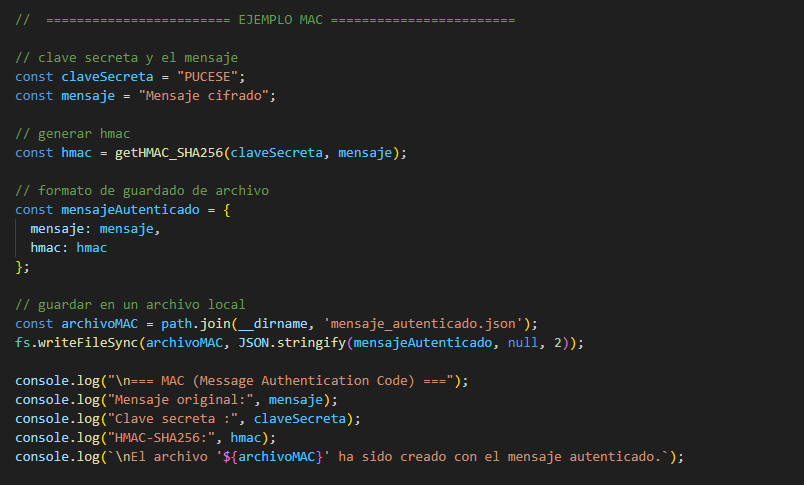 //  ======================== EJEMPLO MAC ========================
// clave secreta y el mensaje
const claveSecreta = "PUCESE";
const mensaje = "Mensaje cifrado";
// generar hmac
const hmac = getHMAC_SHA256(claveSecreta, mensaje);
// formato de guardado de archivo
const mensajeAutenticado = {
  mensaje: mensaje,
  hmac: hmac
};
// guardar en un archivo local
const archivoMAC = path.join(__dirname, 'mensaje_autenticado.json');
fs.writeFileSync(archivoMAC, JSON.stringify(mensajeAutenticado, null, 2));
console.log("\n=== MAC (Message Authentication Code) ===");
console.log("Mensaje original:", mensaje);
console.log("Clave secreta :", claveSecreta);
console.log("HMAC-SHA256:", hmac);
console.log(`\nEl archivo '${archivoMAC}' ha sido creado con el mensaje autenticado.`);